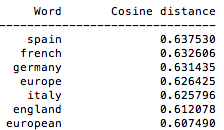 Word Cosine distance
---------------------------------------------
spain 0.637530
french 0.632606
germany 0.631435
europe 0.626425
italy 0.625796
england 0.612078
european 0.607490